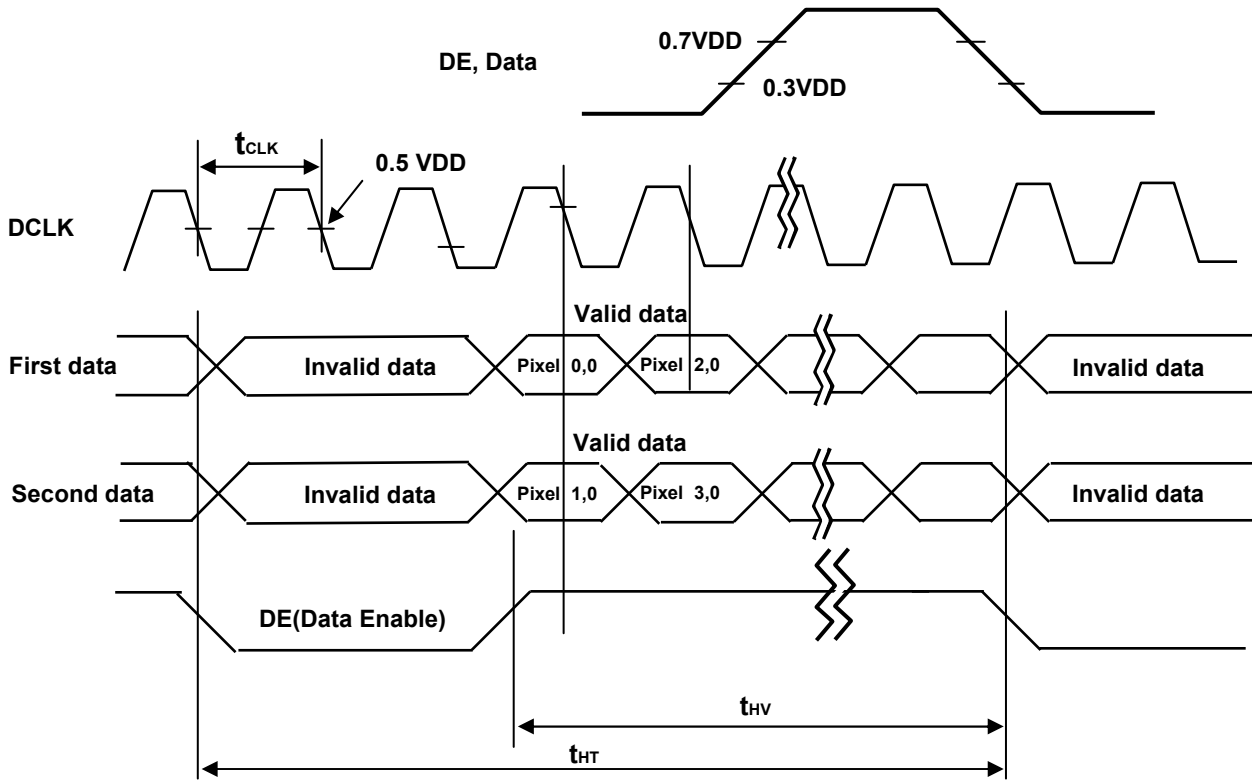 0.7VDD
DE, Data
0.3VDD
tCLK
0.5 VDD
DCLK
Valid data
First data
Invalid data
Pixel 0,0
Pixel 2,0
Invalid data
Valid data
Second data
Invalid data
Pixel 1,0
Pixel 3,0
Invalid data
DE(Data Enable)
tHV
tHT